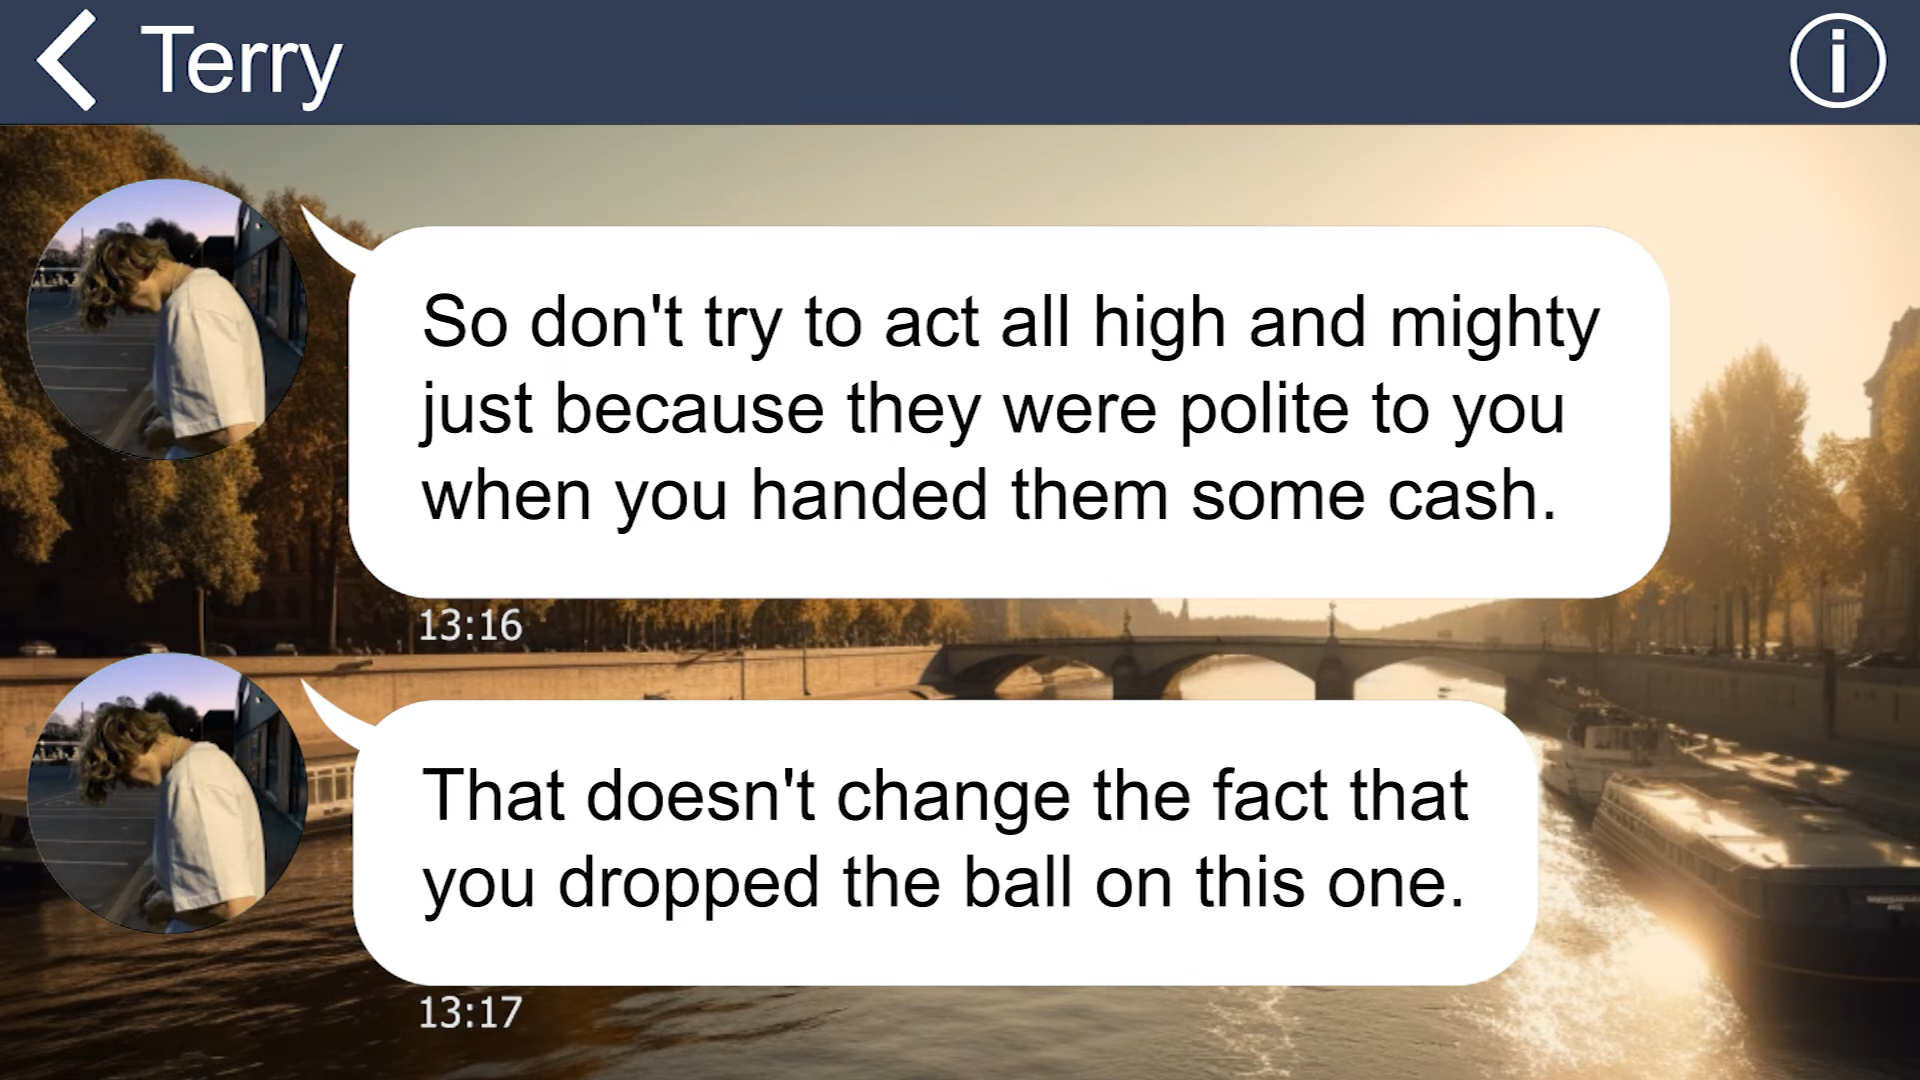 Terry
So don't try to act all high and mighty
just because they were polite to you
when you handed them some cash.
13:16
That doesn't change the fact that
you dropped the ball on this one.
13:17